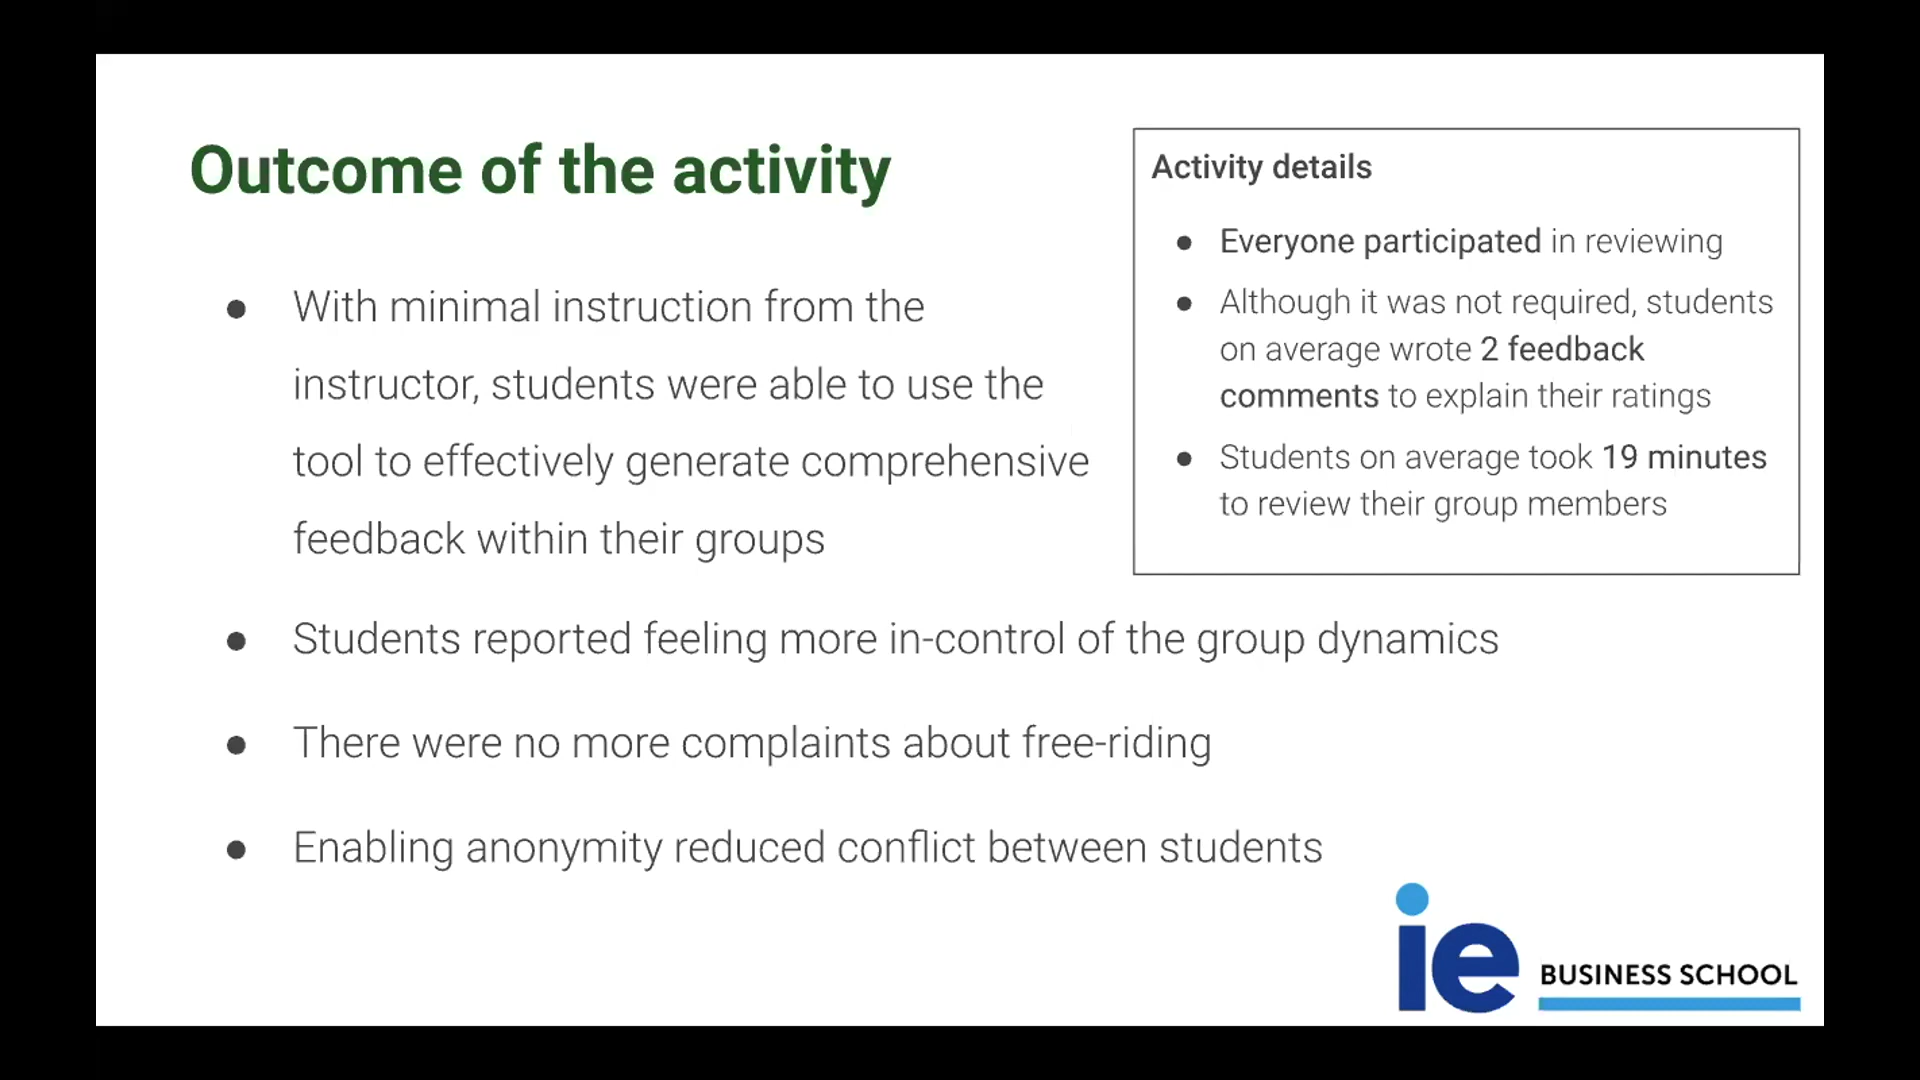 Outcome of the activity
● With minimal instruction from the
instructor, students were able to use the
tool to effectively generate comprehensive
feedback within their groups
● Students reported feeling more in-control of the group dynamics
● There were no more complaints about free-riding
● Enabling anonymity reduced conflict between students
Activity details
● Everyone participated in reviewing
● Although it was not required, students
on average wrote 2 feedback
comments to explain their ratings
● Students on average took 19 minutes
to review their group members
ie BUSINESS SCHOOL